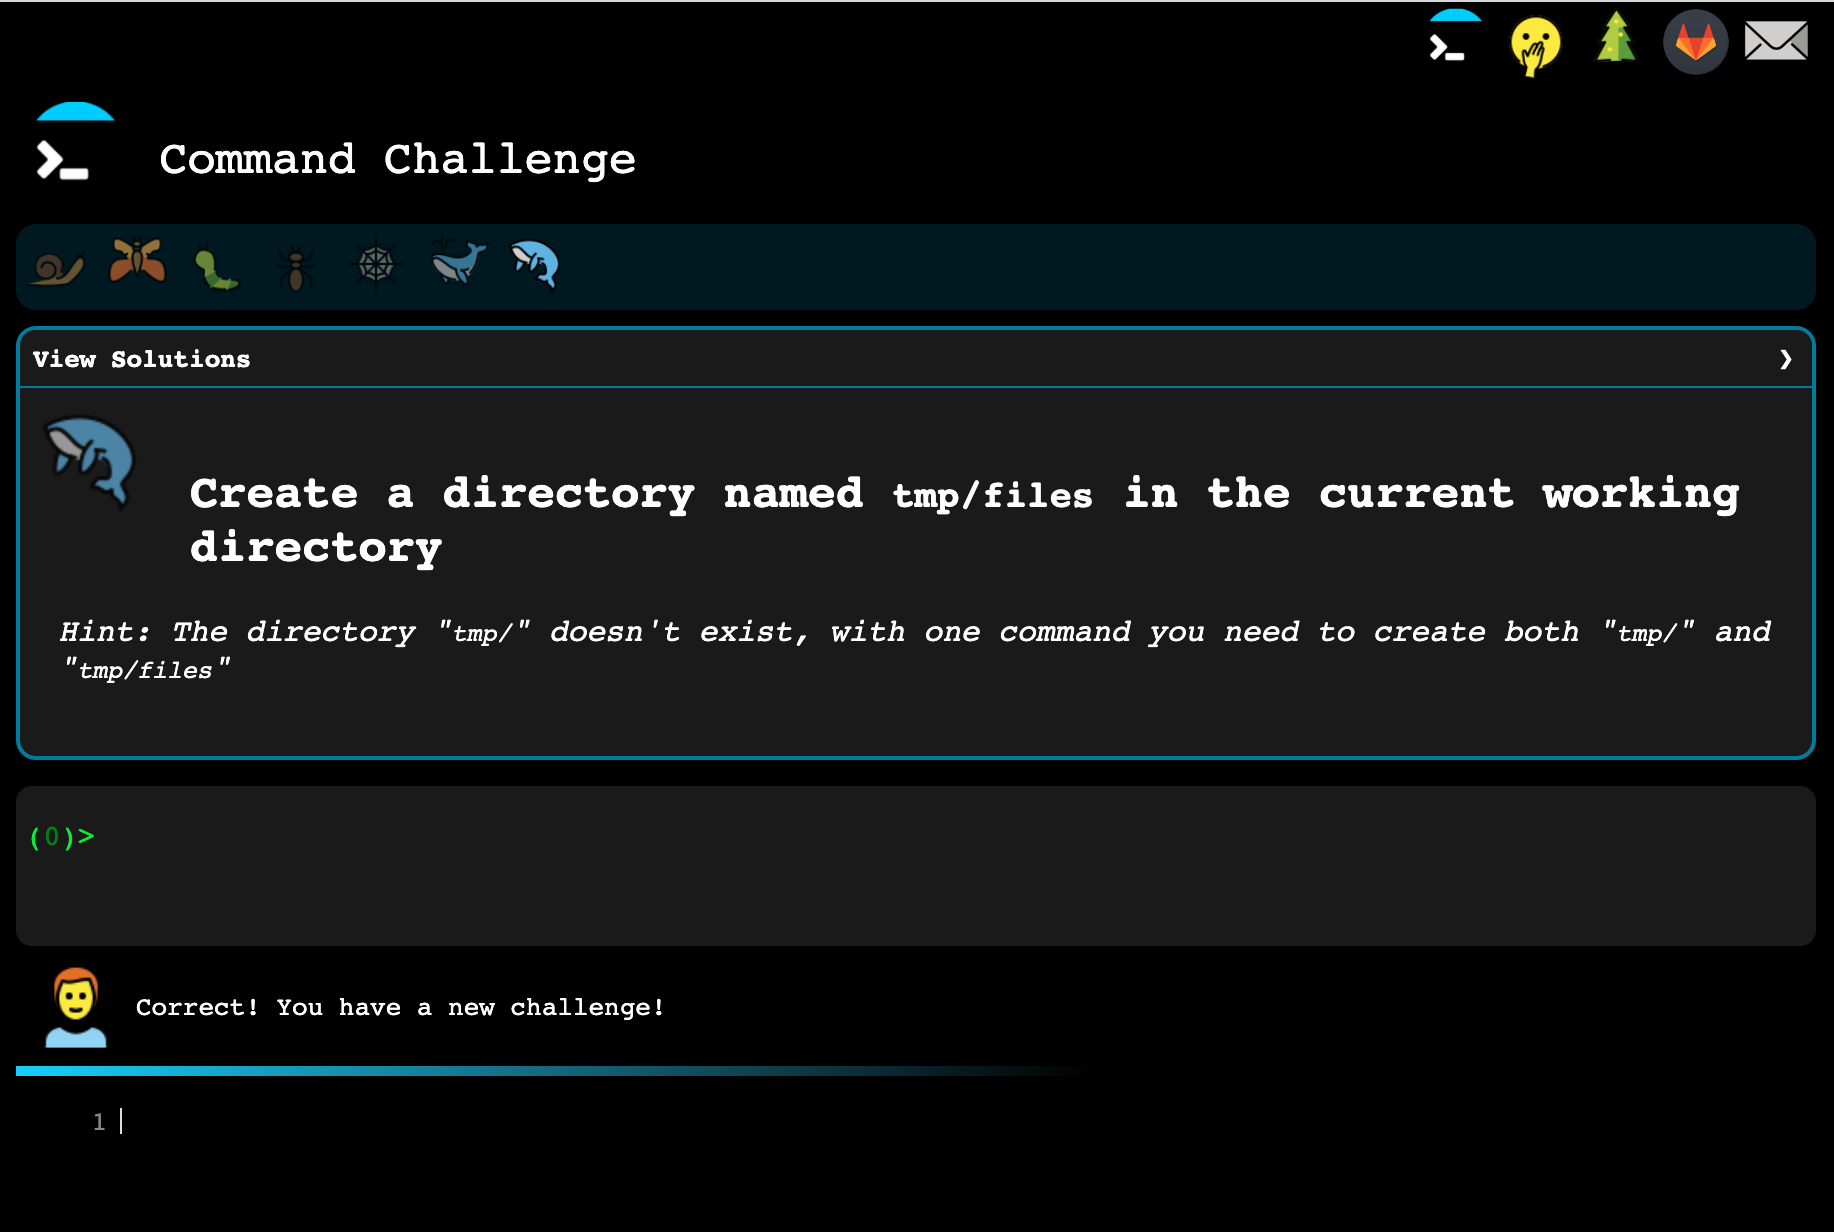 Command Challenge
View Solutions
Create a directory named tmp/files in the current working
directory
Hint: The directory "tmp/" doesn't exist, with one command you need to create both "tmp/" and
"tmp/files"
(0)>
Correct! You have a new challenge!
1